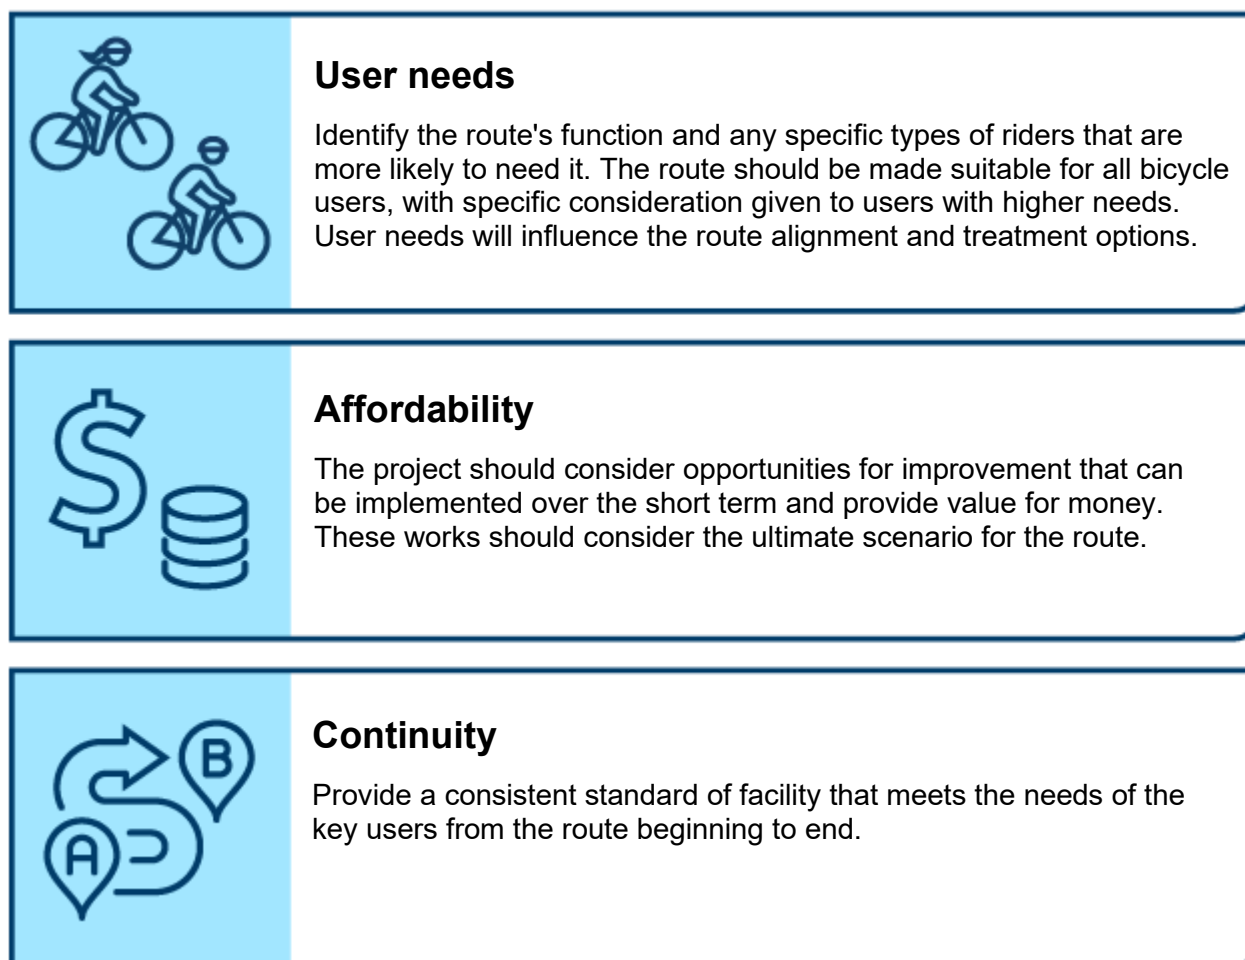 User needs
Identify the route's function and any specific types of riders that are
more likely to need it. The route should be made suitable for all bicycle
users, with specific consideration given to users with higher needs.
User needs will influence the route alignment and treatment options.
Affordability
The project should consider opportunities for improvement that can
be implemented over the short term and provide value for money.
These works should consider the ultimate scenario for the route.
B
A
Continuity
Provide a consistent standard of facility that meets the needs of the
key users from the route beginning to end.